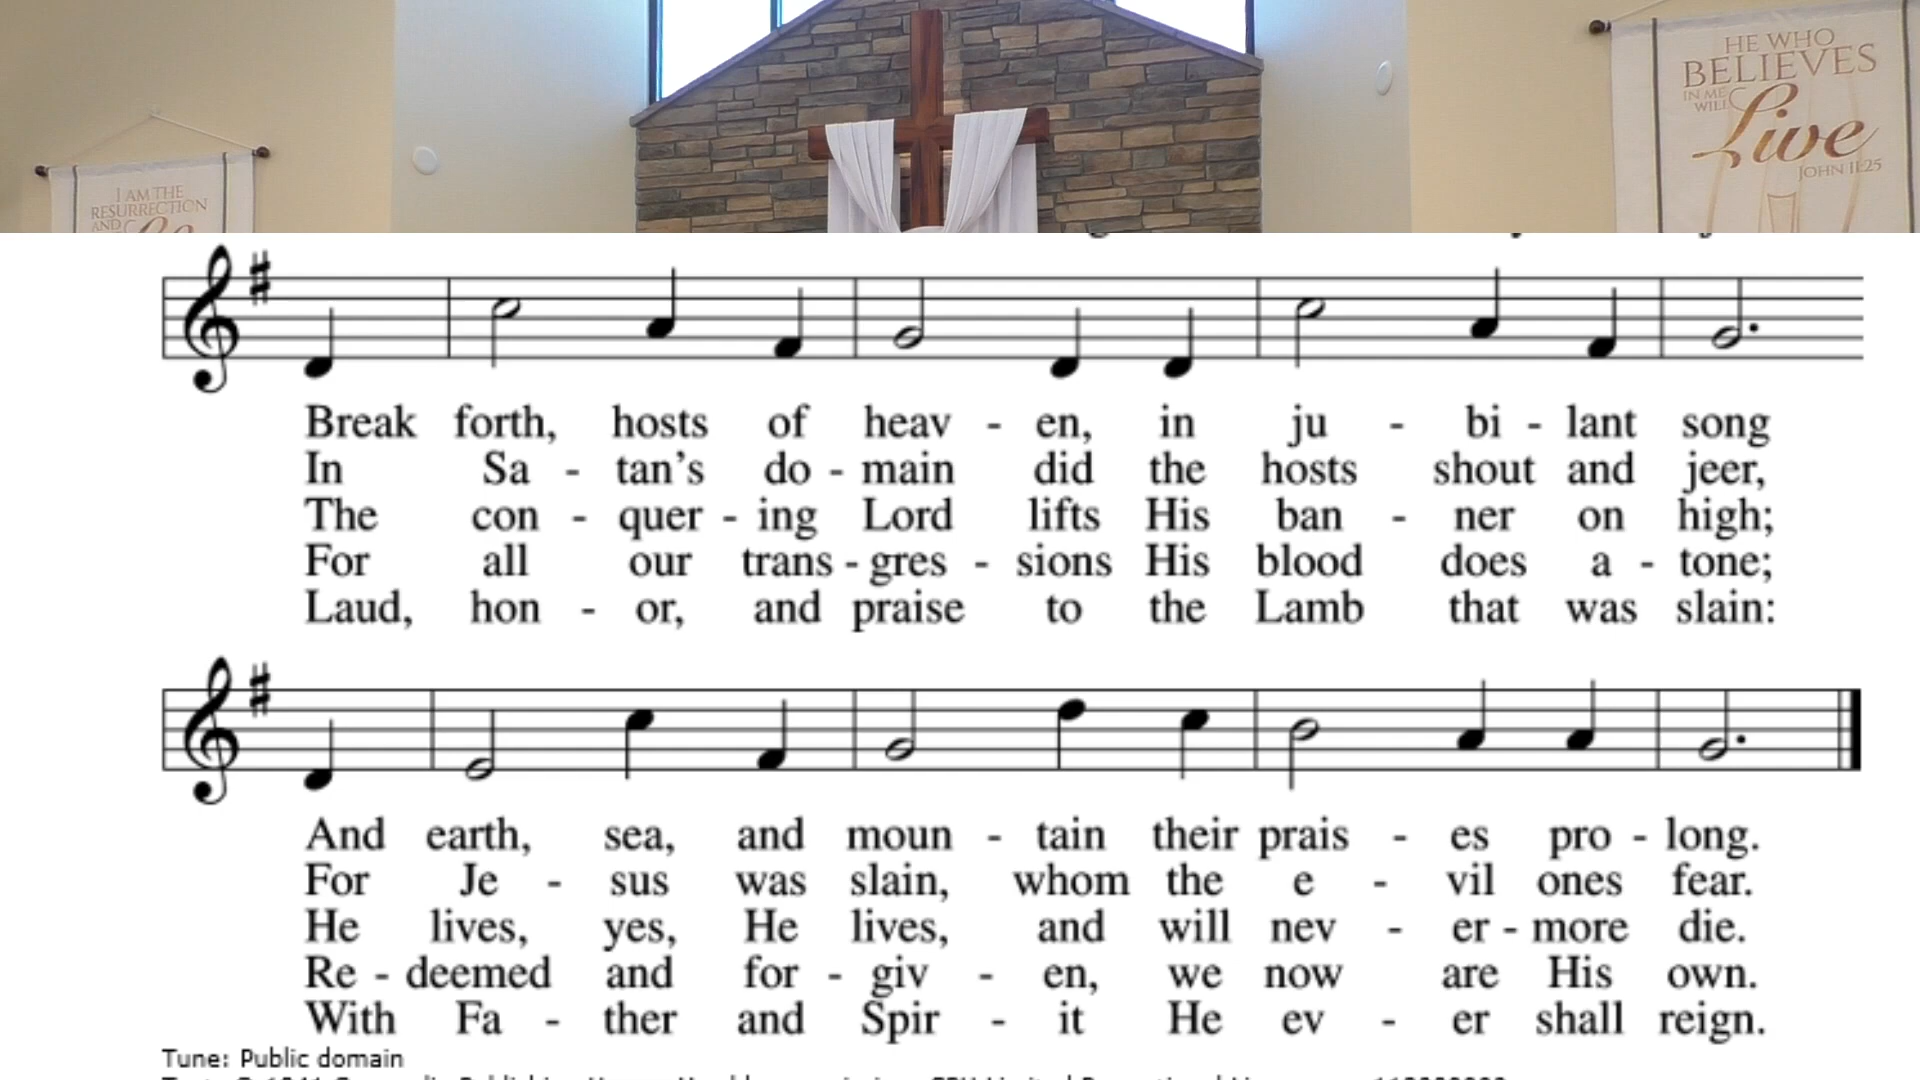 HE WHO
BELIEVES
IN ME
WILL Live
JOHN 11:25
I AM THE
RESURRECTION
AND
Break forth, hosts of heav - en, in ju - bi - lant song
In Sa - tan's do - main did the hosts shout and jeer,
The con - quer - ing Lord lifts His ban - ner on high;
For all our trans - gres - sions His blood does a - tone;
Laud, hon - or, and praise to the Lamb that was slain:
And earth, sea, and moun - tain their prais - es pro - long.
For Je - sus was slain, whom the e - vil ones fear.
He lives, yes, He lives, and will nev - er - more die.
Re - deemed and for - giv - en, we now are His own.
With Fa - ther and Spir - it He ev - er shall reign.
Tune: Public domain